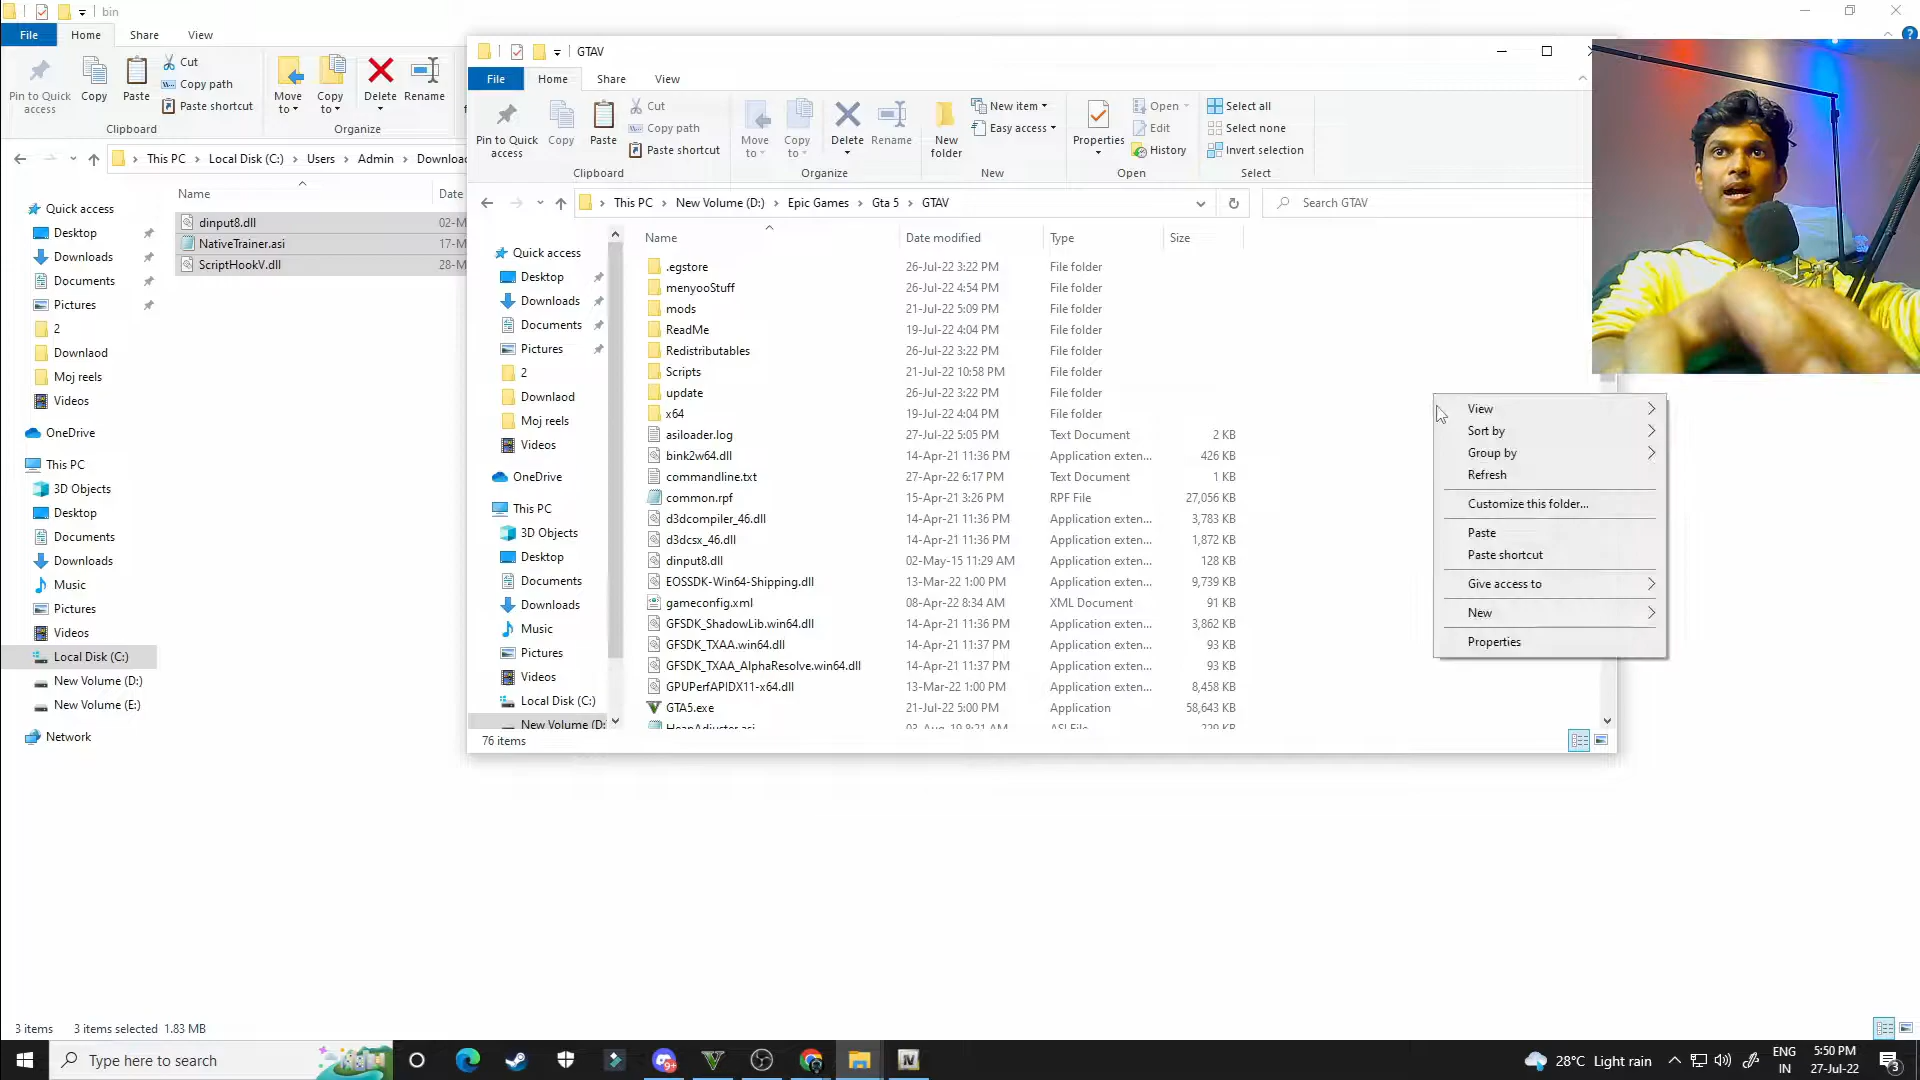 bin
File Home Share View
Pin to Quick access
Copy
Paste
Cut
Copy path
Paste shortcut
Clipboard
Move to
Copy to
Delete
Rename
Organize
This PC > Local Disk (C:) > Users > Admin >
Name Date
Quick access
Desktop
Downloads
Documents
Pictures
2
Downlaod
Moj reels
Videos
OneDrive
This PC
3D Objects
Desktop
Documents
Downloads
Music
Pictures
Videos
Local Disk (C:)
New Volume (D:)
New Volume (E:)
Network
dinput8.dll
NativeTrainer.asi
ScriptHookV.dll
3 items 3 items selected 1.83 MB
GTAV
File Home Share View
Pin to Quick access
Copy
Paste
Cut
Copy path
Paste shortcut
Clipboard
Move to
Copy to
Delete
Rename
Organize
New folder
New item
Easy access
New
Properties
Open
Edit
History
Open
Select all
Select none
Invert selection
Select
This PC > New Volume (D:) > Epic Games > Gta 5 > GTAV
Search GTAV
Quick access
Desktop
Downloads
Documents
Pictures
2
Downlaod
Moj reels
Videos
OneDrive
This PC
3D Objects
Desktop
Documents
Downloads
Music
Pictures
Videos
Local Disk (C:)
New Volume (D:
Name Date modified Type Size
.egstore 26-Jul-22 3:22 PM File folder
menyooStuff 26-Jul-22 4:54 PM File folder
mods 21-Jul-22 5:09 PM File folder
ReadMe 19-Jul-22 4:04 PM File folder
Redistributables 26-Jul-22 3:22 PM File folder
Scripts 21-Jul-22 10:58 PM File folder
update 26-Jul-22 3:22 PM File folder
x64 19-Jul-22 4:04 PM File folder
asiloader.log 27-Jul-22 5:05 PM Text Document 2 KB
bink2w64.dll 14-Apr-21 11:36 PM Application exten... 426 KB
commandline.txt 27-Apr-22 6:17 PM Text Document 1 KB
common.rpf 15-Apr-21 3:26 PM RPF File 27,056 KB
d3dcompiler_46.dll 14-Apr-21 11:36 PM Application exten... 3,783 KB
d3dcsx_46.dll 14-Apr-21 11:36 PM Application exten... 1,872 KB
dinput8.dll 02-May-15 11:29 AM Application exten... 128 KB
EOSSDK-Win64-Shipping.dll 13-Mar-22 1:00 PM Application exten... 9,739 KB
gameconfig.xml 08-Apr-22 8:34 AM XML Document 91 KB
GFSDK_ShadowLib.win64.dll 14-Apr-21 11:36 PM Application exten... 3,862 KB
GFSDK_TXAA.win64.dll 14-Apr-21 11:37 PM Application exten... 93 KB
GFSDK_TXAA_AlphaResolve.win64.dll 14-Apr-21 11:37 PM Application exten... 93 KB
GPUPerfAPIDX11-x64.dll 13-Mar-22 1:00 PM Application exten... 8,458 KB
GTA5.exe 21-Jul-22 5:00 PM Application 58,643 KB
76 items
View
Sort by
Group by
Refresh
Customize this folder...
Paste
Paste shortcut
Give access to
New
Properties
Type here to search
28°C Light rain
ENG
IN
5:50 PM
27-Jul-22
3